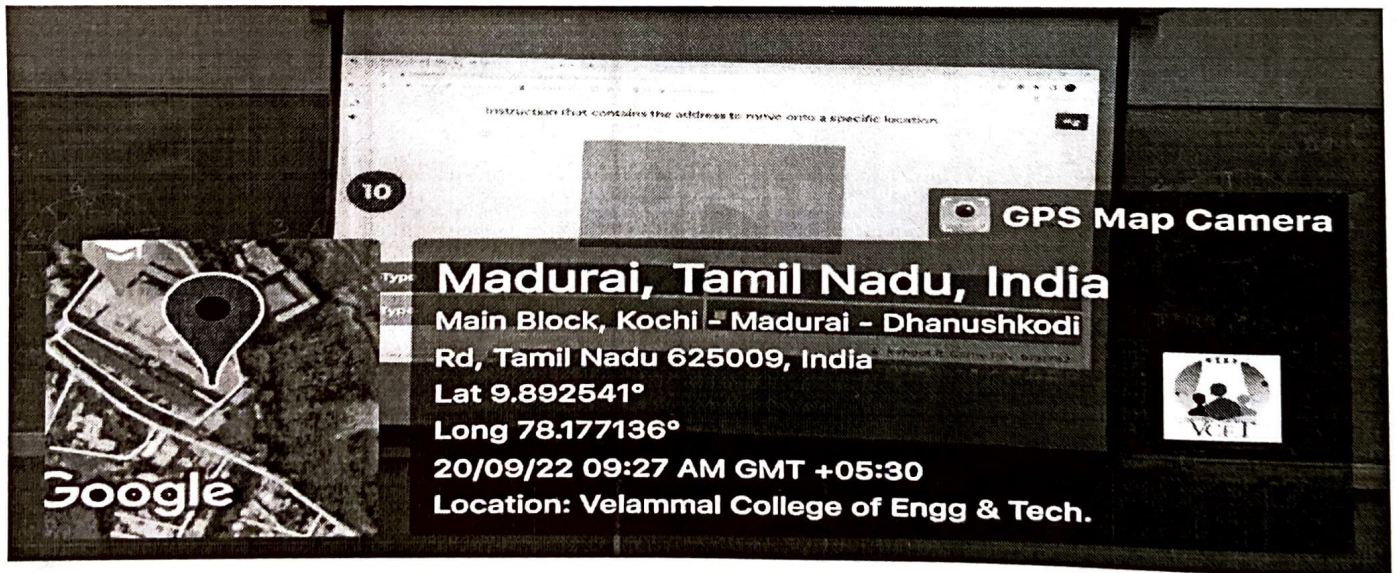 Instruction that contains the address to move onto a specific location.
10
GPS Map Camera
Type
Type
Madurai, Tamil Nadu, India
Main Block, Kochi - Madurai - Dhanushkodi
Rd, Tamil Nadu 625009, India
Lat 9.892541°
Long 78.177136°
20/09/22 09:27 AM GMT +05:30
Location: Velammal College of Engg & Tech.
Google
VCET